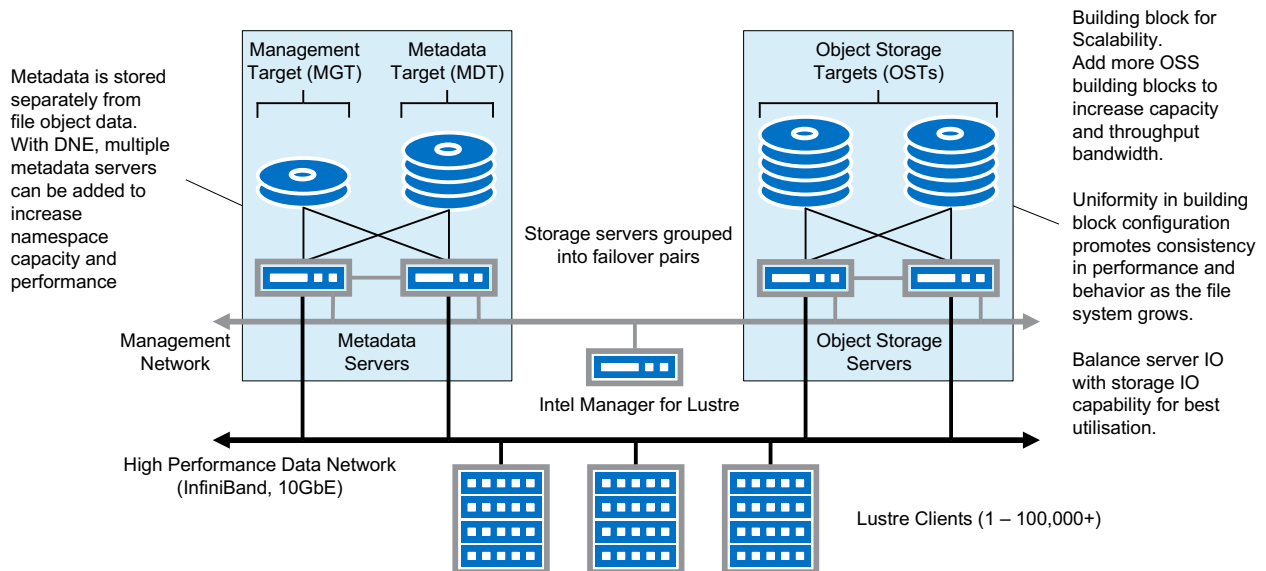 Metadata is stored
separately from
file object data.
With DNE, multiple
metadata servers
can be added to
increase
namespace
capacity and
performance
Management
Target (MGT)
Metadata
Target (MDT)
Object Storage
Targets (OSTs)
Building block for
Scalability.
Add more OSS
building blocks to
increase capacity
and throughput
bandwidth.
Uniformity in building
block configuration
promotes consistency
in performance and
behavior as the file
system grows.
Balance server IO
with storage IO
capability for best
utilisation.
Storage servers grouped
into failover pairs
Management
Network
Metadata
Servers
Object Storage
Servers
Intel Manager for Lustre
High Performance Data Network
(InfiniBand, 10GbE)
Lustre Clients (1 – 100,000+)